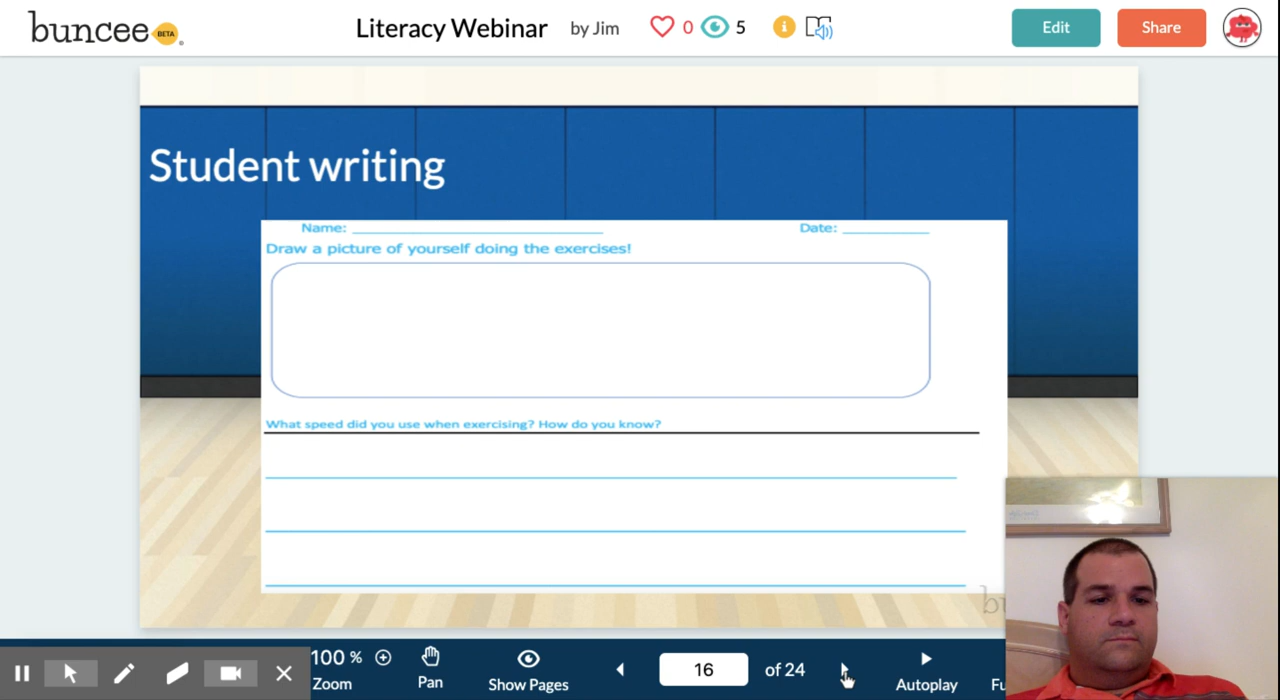 buncee BETA
Literacy Webinar by Jim 0 5 i Edit Share
Student writing
Name: Date:
Draw a picture of yourself doing the exercises!
What speed did you use when exercising? How do you know?
bu
100 % 16 of 24
Zoom Pan Show Pages Autoplay Fu